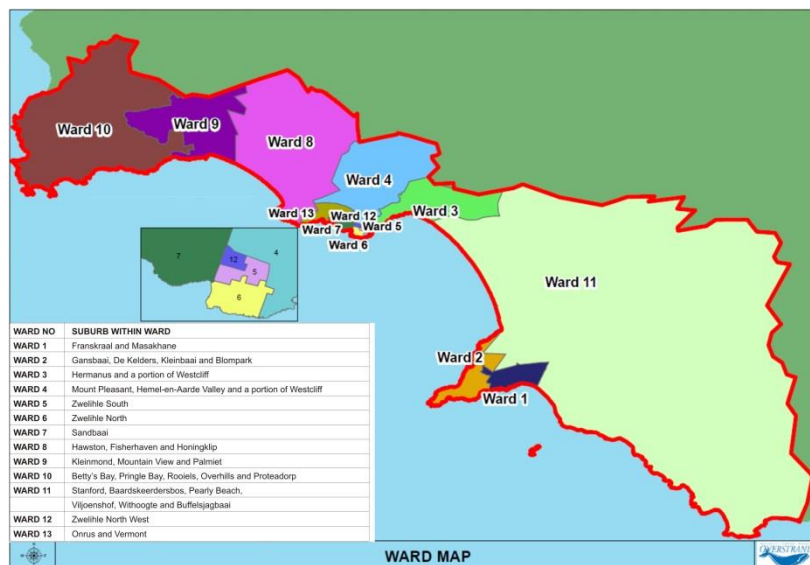 Ward 10
Ward 9
Ward 8
Ward 4
Ward 13
Ward 12
Ward 3
Ward 7
Ward 5
Ward 6
Ward 11
7
4
12
5
6
Ward 2
Ward 1
WARD NO SUBURB WITHIN WARD
WARD 1 Franskraal and Masakhane
WARD 2 Gansbaai, De Kelders, Kleinbaai and Blompark
WARD 3 Hermanus and a portion of Westcliff
WARD 4 Mount Pleasant, Hemel-en-Aarde Valley and a portion of Westcliff
WARD 5 Zwelihle South
WARD 6 Zwelihle North
WARD 7 Sandbaai
WARD 8 Hawston, Fisherhaven and Honingklip
WARD 9 Kleinmond, Mountain View and Palmiet
WARD 10 Betty's Bay, Pringle Bay, Rooiels, Overhills and Proteadorp
WARD 11 Stanford, Baardskeerdersbos, Pearly Beach,
Viljoenshof, Withoogte and Buffelsjagbaai
WARD 12 Zwelihle North West
WARD 13 Onrus and Vermont
WARD MAP